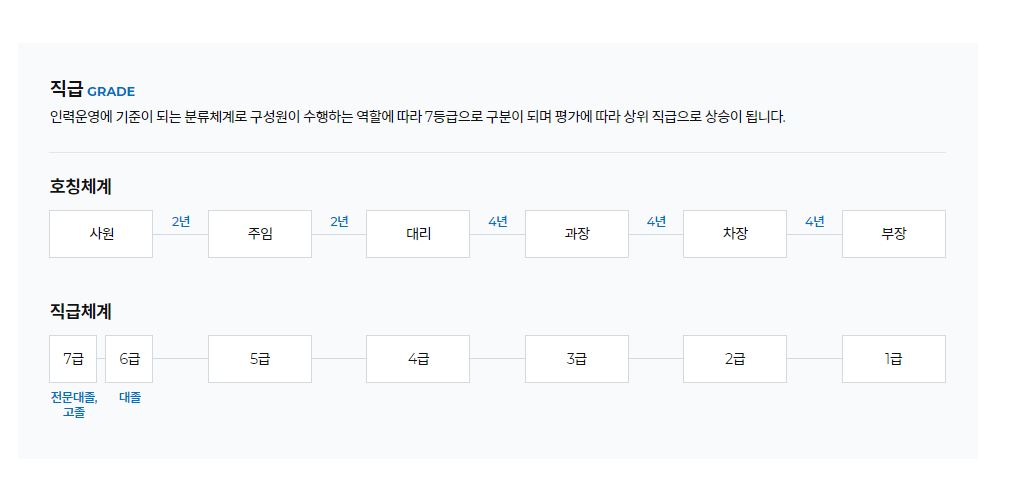 직급 GRADE
인력운영에 기준이 되는 분류체계로 구성원이 수행하는 역할에 따라 7등급으로 구분이 되며 평가에 따라 상위 직급으로 상승이 됩니다.
호칭체계
사원 2년 주임 2년 대리 4년 과장 4년 차장 4년 부장
직급체계
7급 6급 5급 4급 3급 2급 1급
전문대졸, 대졸
고졸